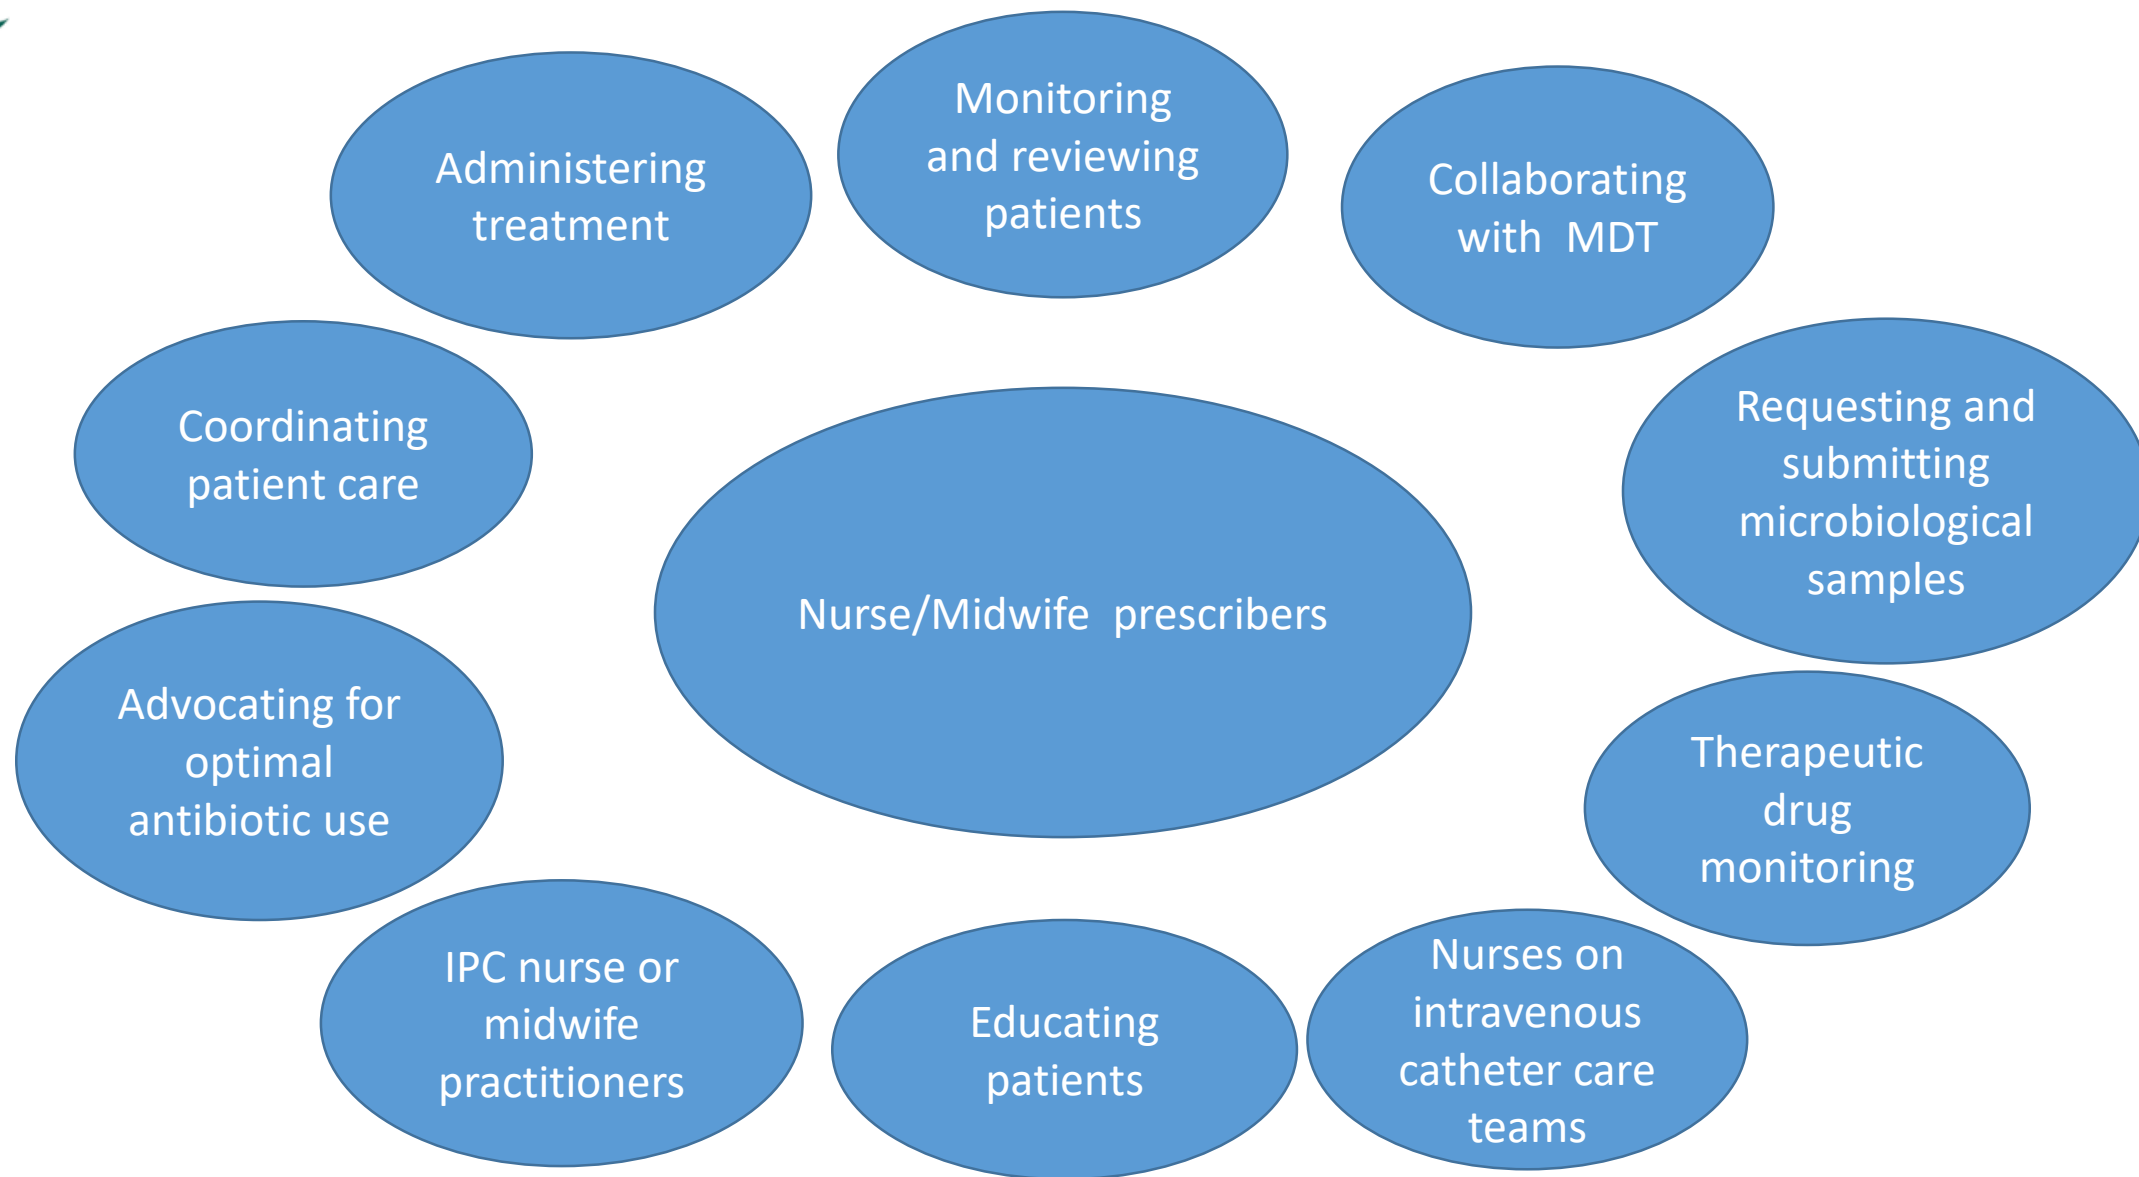 Administering
treatment
Monitoring
and reviewing
patients
Collaborating
with  MDT
Coordinating
patient care
Requesting and
submitting
microbiological
samples
Nurse/Midwife  prescribers
Advocating for
optimal
antibiotic use
Therapeutic
drug
monitoring
IPC nurse or
midwife
practitioners
Educating
patients
Nurses on
intravenous
catheter care
teams